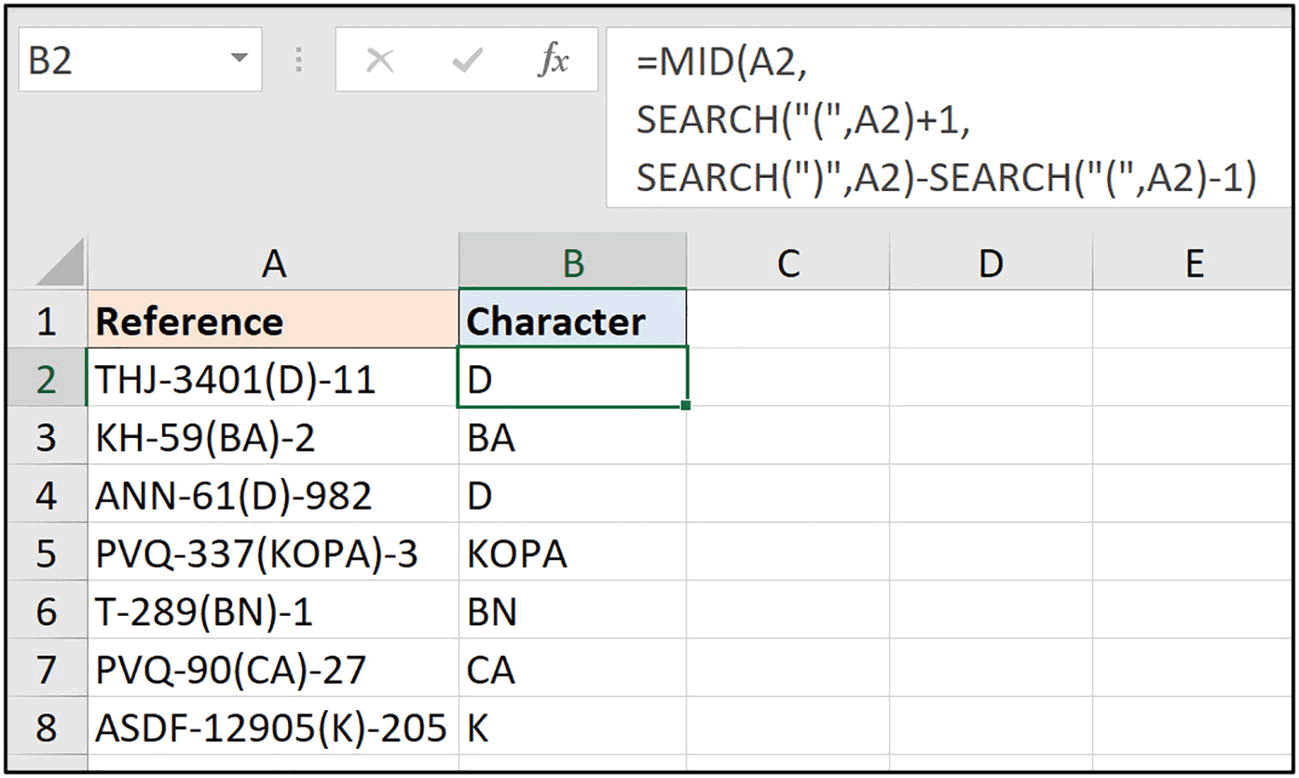 B2 fx =MID(A2,
SEARCH("(",A2)+1,
SEARCH(")",A2)-SEARCH("(",A2)-1)
A B C D E
1 Reference Character
2 THJ-3401(D)-11 D
3 KH-59(BA)-2 BA
4 ANN-61(D)-982 D
5 PVQ-337(KOPA)-3 KOPA
6 T-289(BN)-1 BN
7 PVQ-90(CA)-27 CA
8 ASDF-12905(K)-205 K